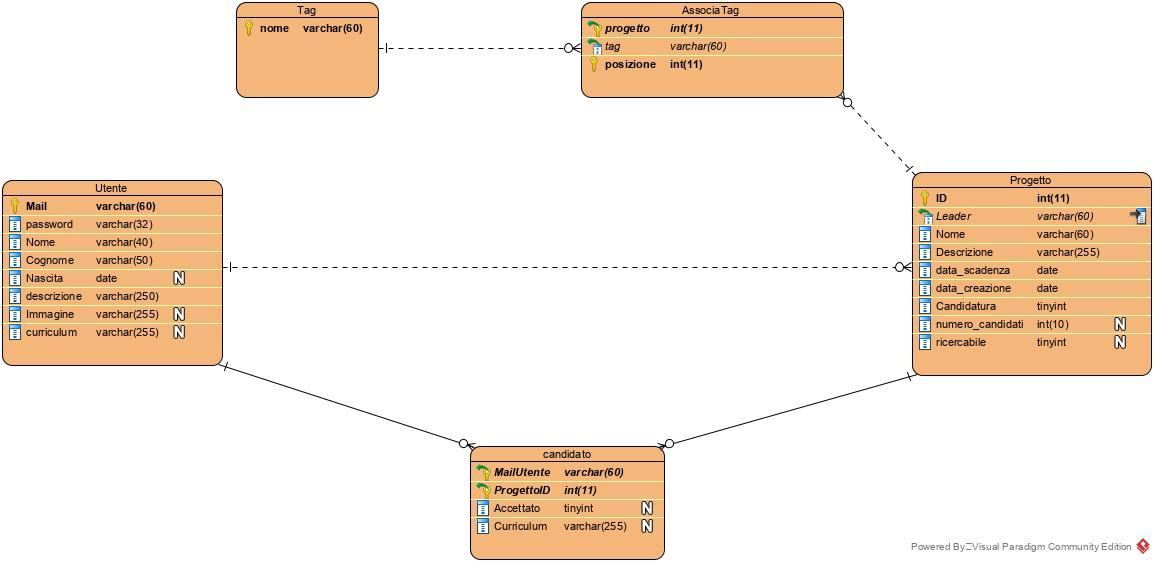 Tag
nome varchar(60)
AssociaTag
progetto int(11)
tag varchar(60)
posizione int(11)
Utente
Mail varchar(60)
password varchar(32)
Nome varchar(40)
Cognome varchar(50)
Nascita date N
descrizione varchar(250)
Immagine varchar(255) N
curriculum varchar(255) N
Progetto
ID int(11)
Leader varchar(60)
Nome varchar(60)
Descrizione varchar(255)
data_scadenza date
data_creazione date
Candidatura tinyint
numero_candidati int(10) N
ricercabile tinyint N
candidato
MailUtente varchar(60)
ProgettoID int(11)
Accettato tinyint N
Curriculum varchar(255) N
Powered By Visual Paradigm Community Edition